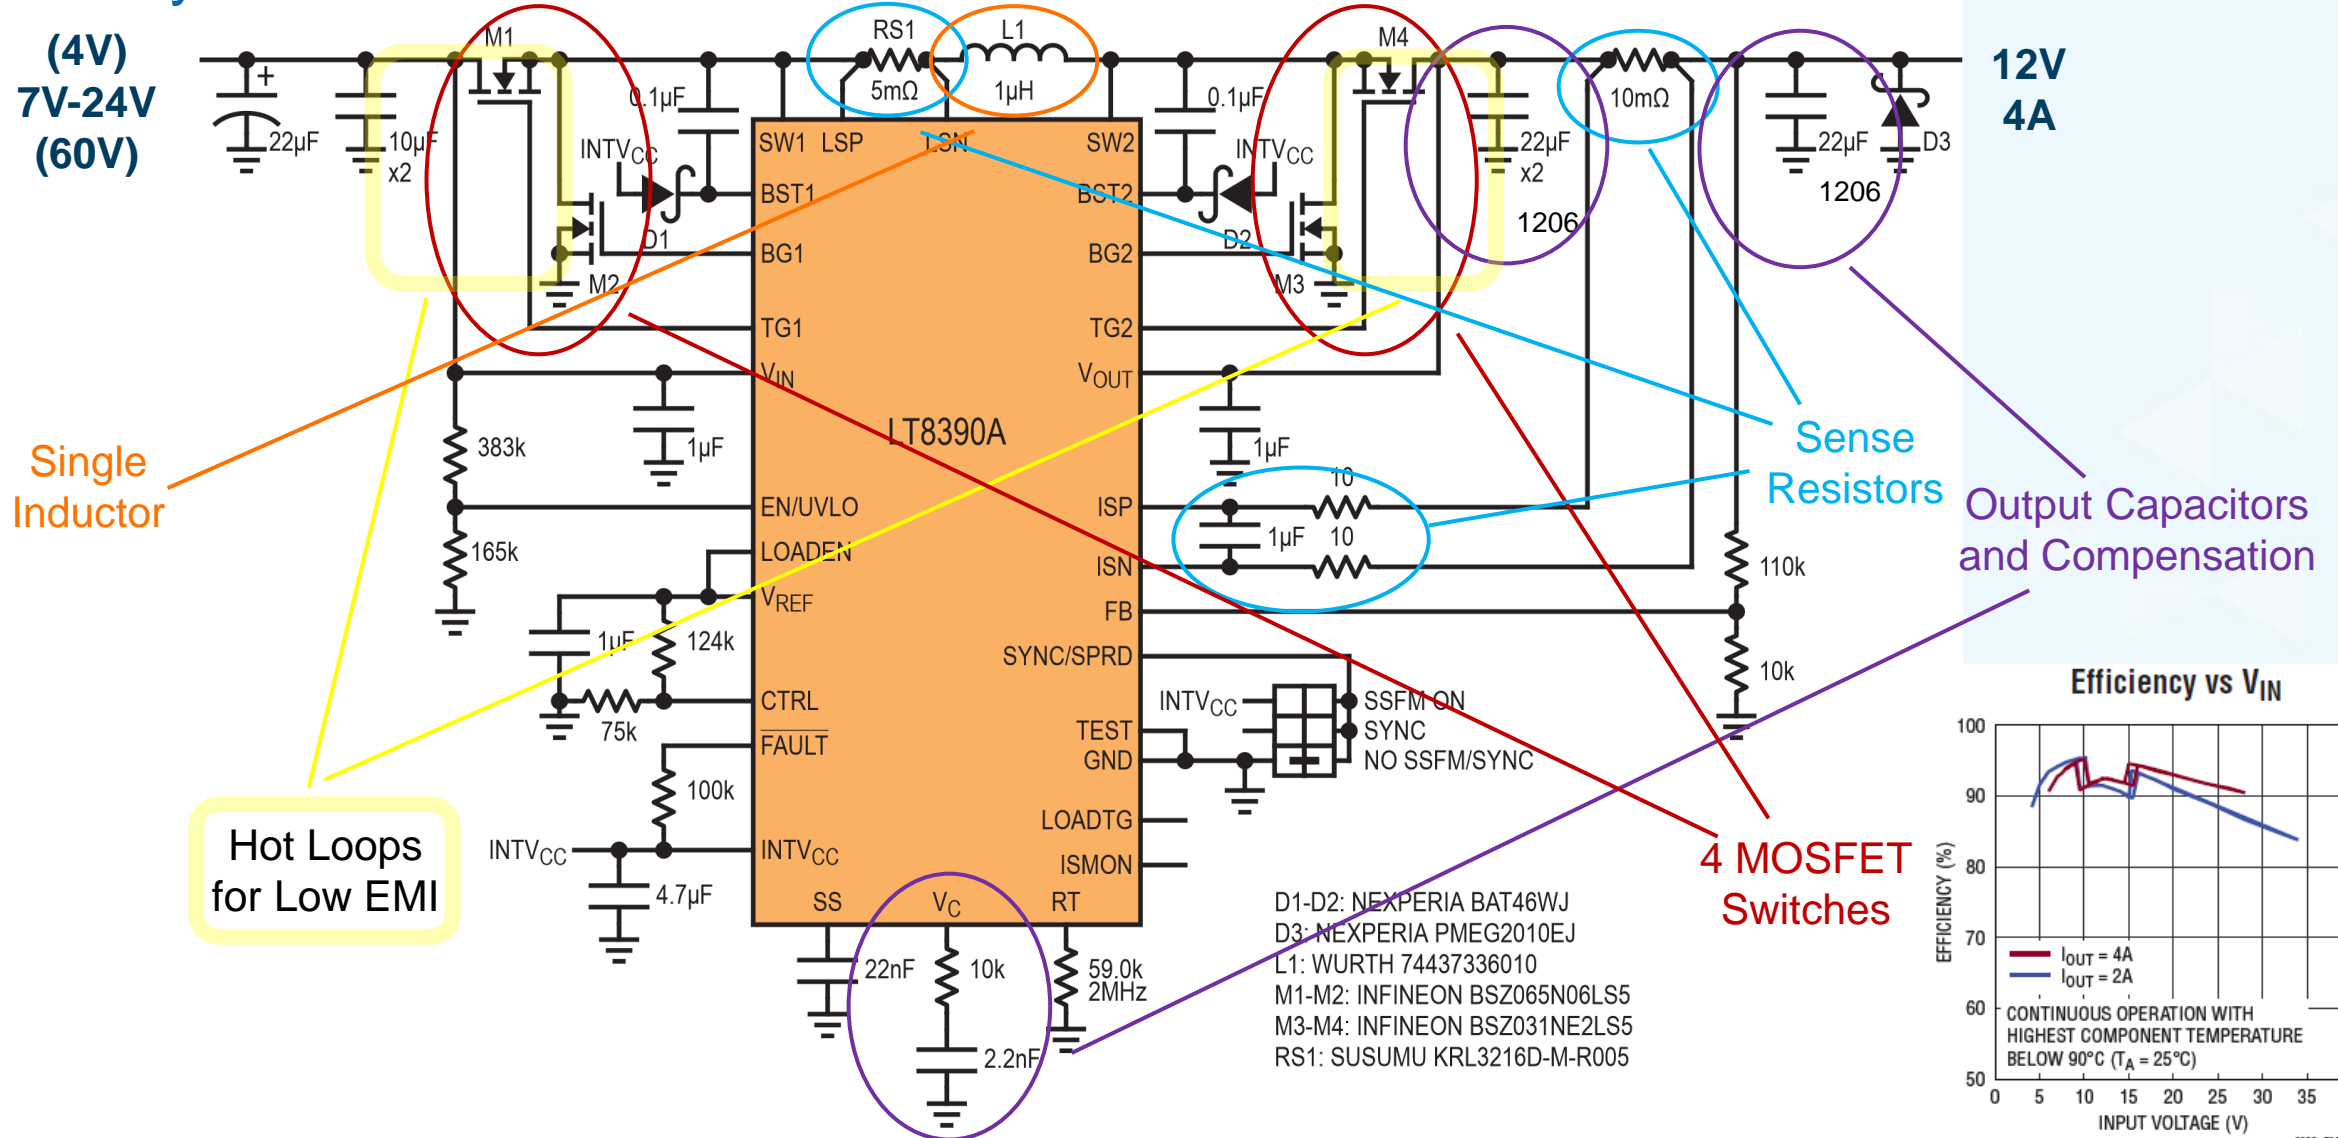 (4V)
7V-24V
(60V)
12V
4A
M1
RS1
L1
M4
5mΩ
1µH
10mΩ
0.1µF
0.1µF
22µF
10µF
x2
INTVCC
INTVCC
D1
M2
D2
M3
22µF
x2
1206
22µF
1206
D3
SW1
LSP
LSN
SW2
BST1
BST2
BG1
BG2
TG1
TG2
VIN
VOUT
LT8390A
383k
165k
1µF
1µF
EN/UVLO
ISP
10
1µF
10
LOADEN
ISN
VREF
FB
110k
10k
1µF
124k
75k
CTRL
SYNC/SPRD
INTVCC
SSFM ON
SYNC
NO SSFM/SYNC
TEST
GND
FAULT
100k
LOADTG
ISMON
INTVCC
INTVCC
4.7µF
SS
VC
RT
22nF
10k
59.0k
2MHz
2.2nF
Single
Inductor
Hot Loops
for Low EMI
Sense
Resistors
Output Capacitors
and Compensation
4 MOSFET
Switches
D1-D2: NEXPERIA BAT46WJ
D3: NEXPERIA PMEG2010EJ
L1: WURTH 74437336010
M1-M2: INFINEON BSZ065N06LS5
M3-M4: INFINEON BSZ031NE2LS5
RS1: SUSUMU KRL3216D-M-R005
Efficiency vs VIN
EFFICIENCY (%)
100
90
80
70
60
50
IOUT = 4A
IOUT = 2A
CONTINUOUS OPERATION WITH
HIGHEST COMPONENT TEMPERATURE
BELOW 90°C (TA = 25°C)
0 5 10 15 20 25 30 35
INPUT VOLTAGE (V)